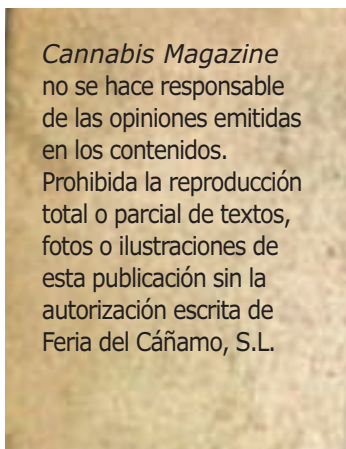 Cannabis Magazine
no se hace responsable
de las opiniones emitidas
en los contenidos.
Prohibida la reproducción
total o parcial de textos,
fotos o ilustraciones de
esta publicación sin la
autorización escrita de
Feria del Cáñamo, S.L.